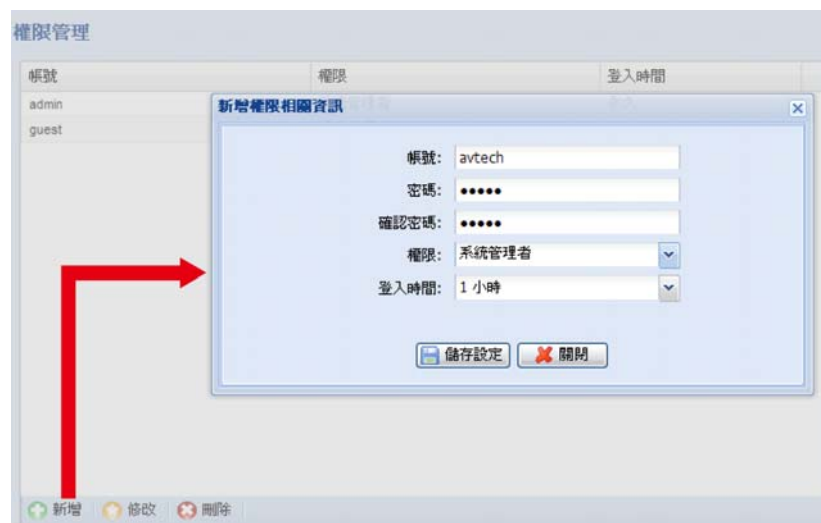 權限管理
帳號 權限 登入時間
admin
guest
新增權限相關資訊
帳號: avtech
密碼: •••••
確認密碼: •••••
權限: 系統管理者
登入時間: 1 小時
儲存設定 關閉
新增 修改 刪除